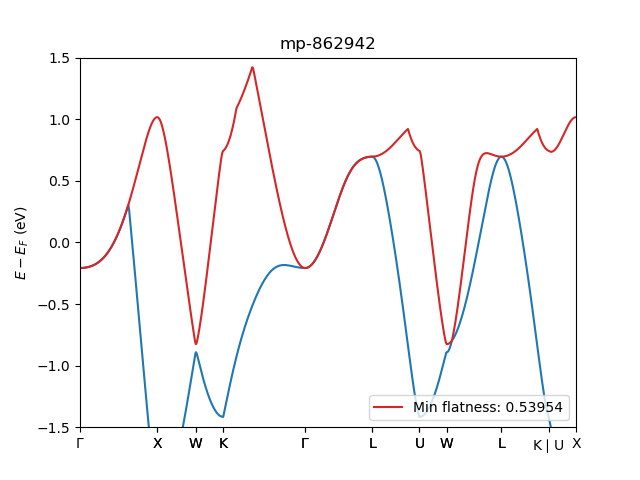 mp-862942
E − E_F (eV)
1.5
1.0
0.5
0.0
−0.5
−1.0
−1.5
Min flatness: 0.53954
Γ X W K Γ L U W L K | U X